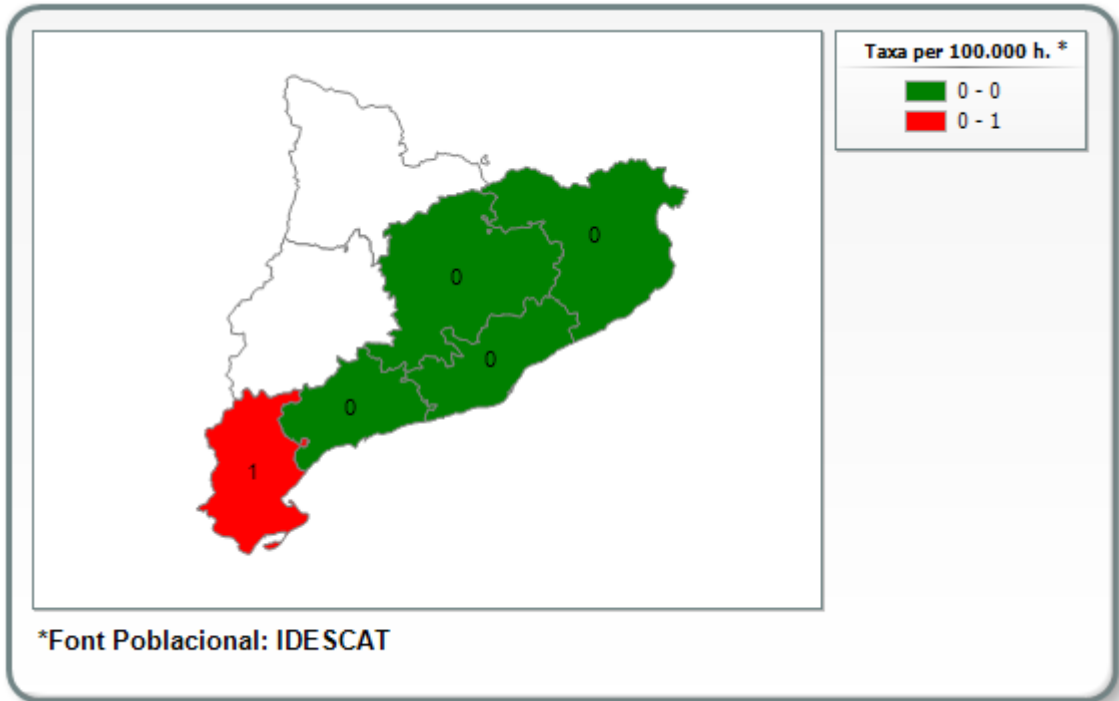 Taxa per 100.000 h. *
0 - 0
0 - 1
0
0
0
0
1
*Font Poblacional: IDESCAT